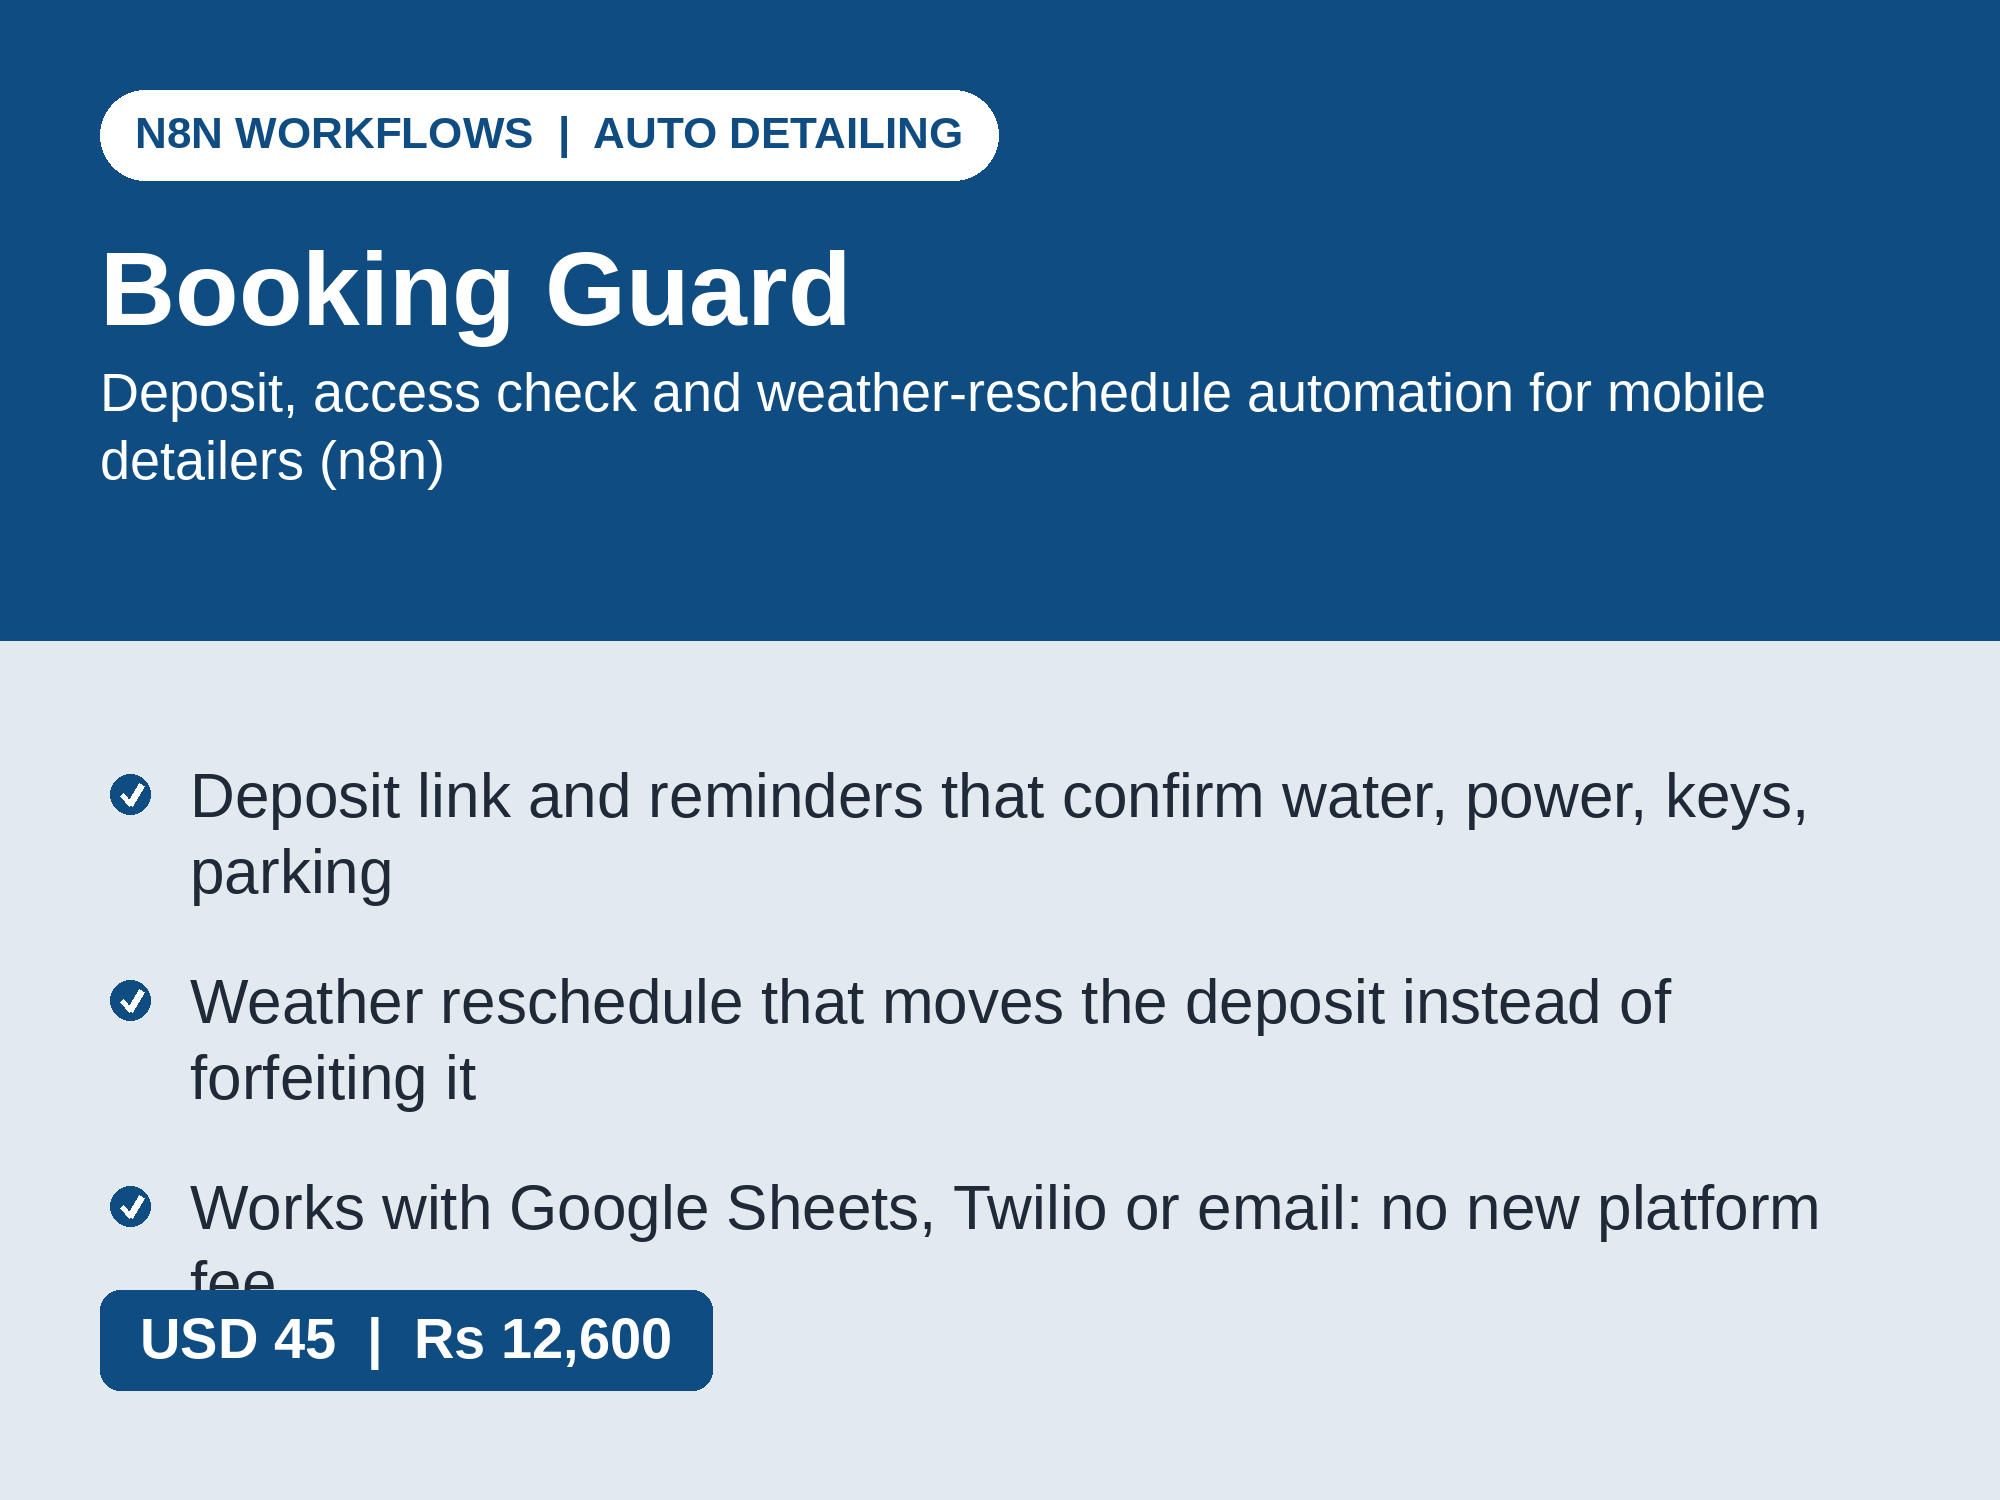 N8N WORKFLOWS | AUTO DETAILING
Booking Guard
Deposit, access check and weather-reschedule automation for mobile
detailers (n8n)
Deposit link and reminders that confirm water, power, keys,
parking
Weather reschedule that moves the deposit instead of
forfeiting it
Works with Google Sheets, Twilio or email: no new platform
fee
USD 45 | Rs 12,600